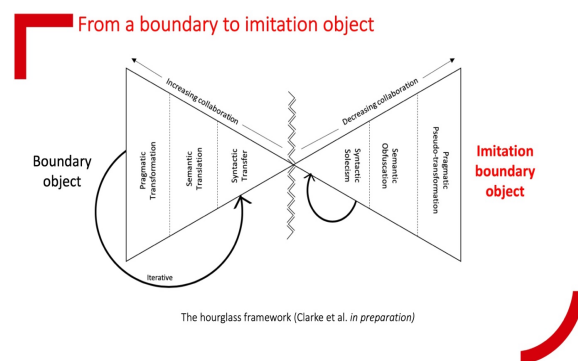 From a boundary to imitation object
Increasing collaboration
Decreasing collaboration
Boundary
object
Pragmatic
Transformation
Semantic
Translation
Syntactic
Transfer
Syntactic
Solecism
Semantic
Obfuscation
Pragmatic
Pseudo-transformation
Imitation
boundary
object
Iterative
The hourglass framework (Clarke et al. in preparation)